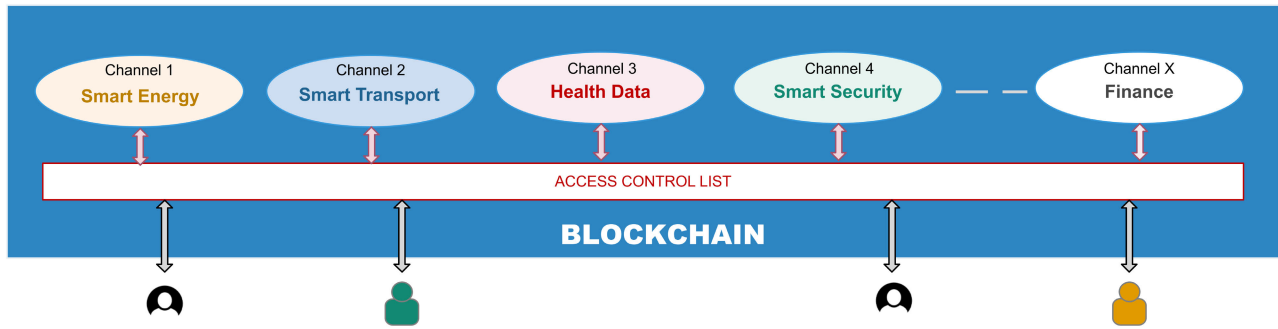 Channel 1
Smart Energy
Channel 2
Smart Transport
Channel 3
Health Data
Channel 4
Smart Security
Channel X
Finance
ACCESS CONTROL LIST
BLOCKCHAIN